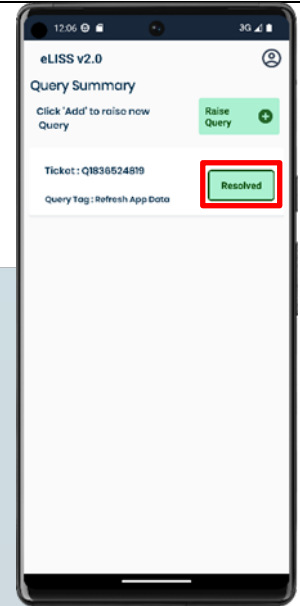 12:06 3G
eLISS v2.0
Query Summary
Click 'Add' to raise new
Query
Raise
Query
Ticket : Q1836524819
Query Tag : Refresh App Data
Resolved